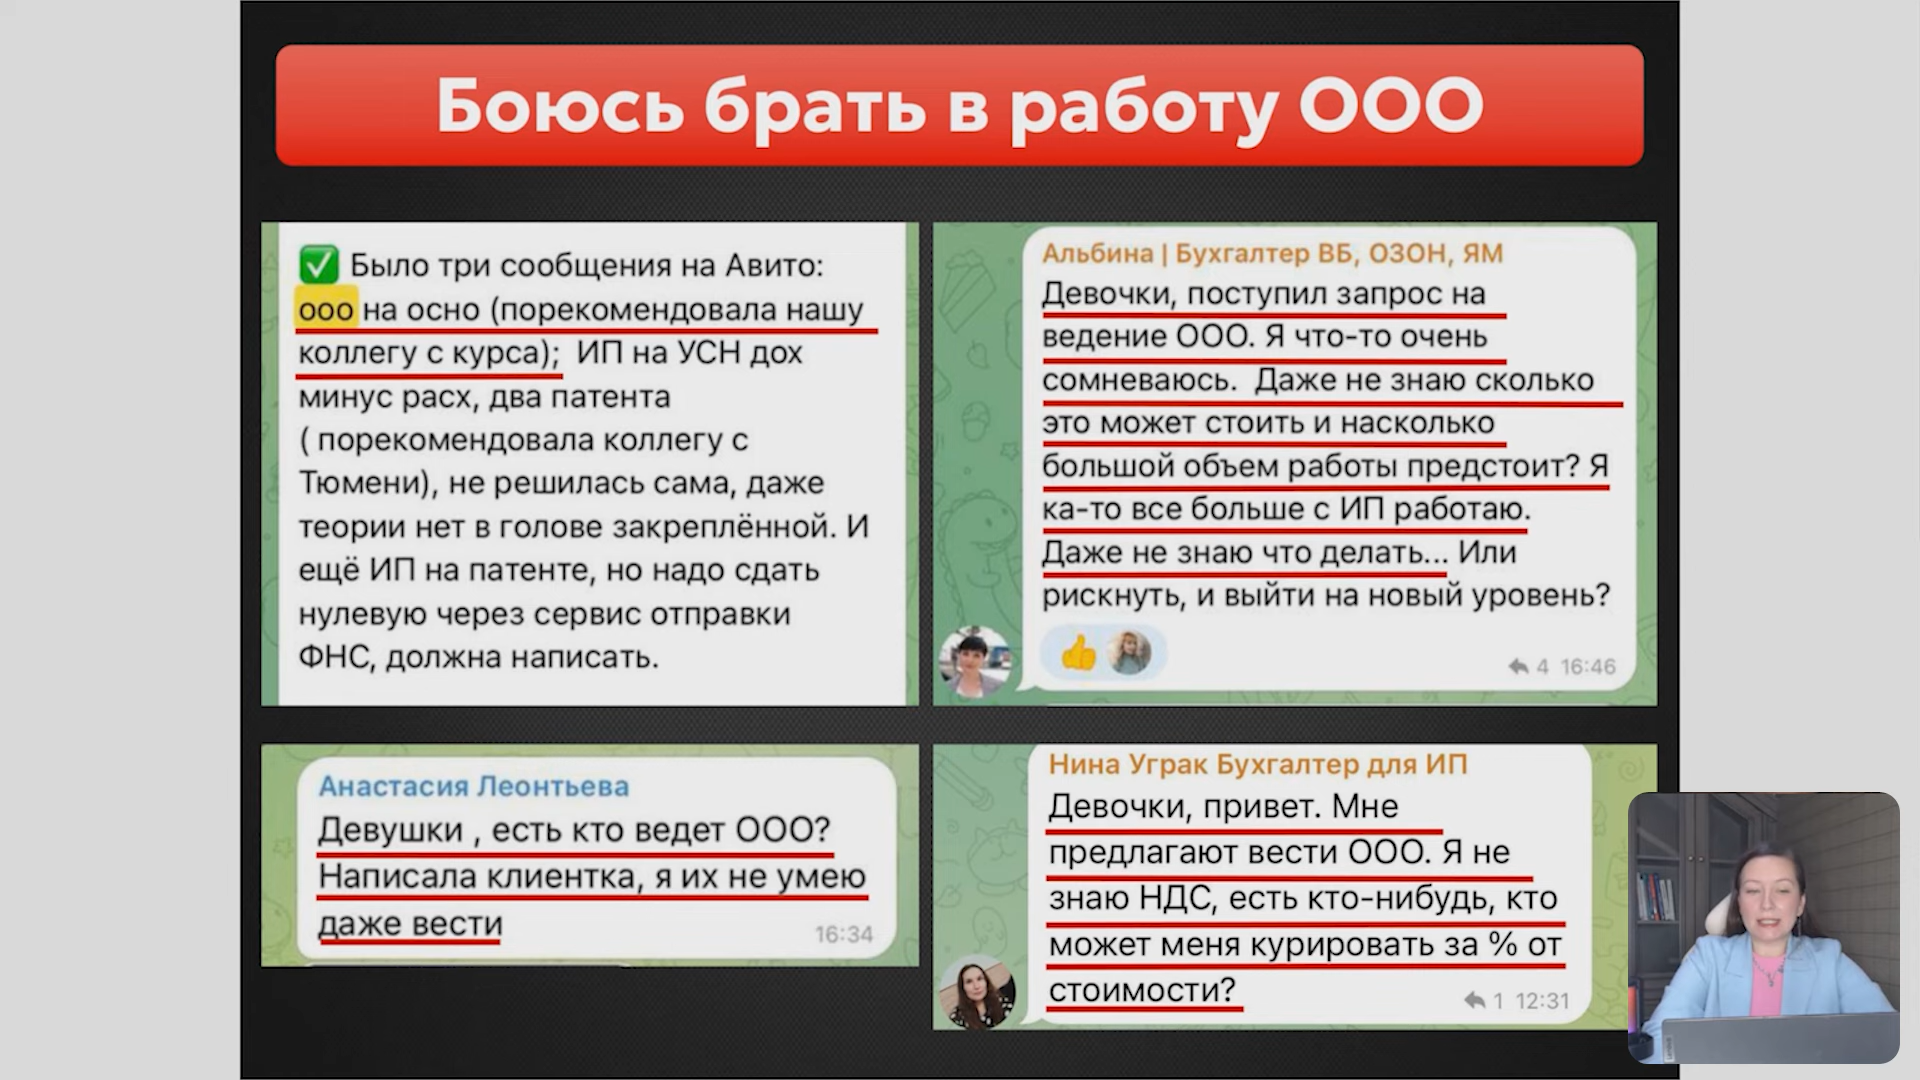 Боюсь брать в работу ООО
✅ Было три сообщения на Авито:
ооо на осно (порекомендовала нашу
коллегу с курса); ИП на УСН дох
минус расх, два патента
( порекомендовала коллегу с
Тюмени), не решилась сама, даже
теории нет в голове закреплённой. И
ещё ИП на патенте, но надо сдать
нулевую через сервис отправки
ФНС, должна написать.
Альбина | Бухгалтер ВБ, ОЗОН, ЯМ
Девочки, поступил запрос на
ведение ООО. Я что-то очень
сомневаюсь. Даже не знаю сколько
это может стоить и насколько
большой объем работы предстоит? Я
ка-то все больше с ИП работаю.
Даже не знаю что делать... Или
рискнуть, и выйти на новый уровень?
4 16:46
Анастасия Леонтьева
Девушки , есть кто ведет ООО?
Написала клиентка, я их не умею
даже вести
16:34
Нина Уграк Бухгалтер для ИП
Девочки, привет. Мне
предлагают вести ООО. Я не
знаю НДС, есть кто-нибудь, кто
может меня курировать за % от
стоимости?
1 12:31